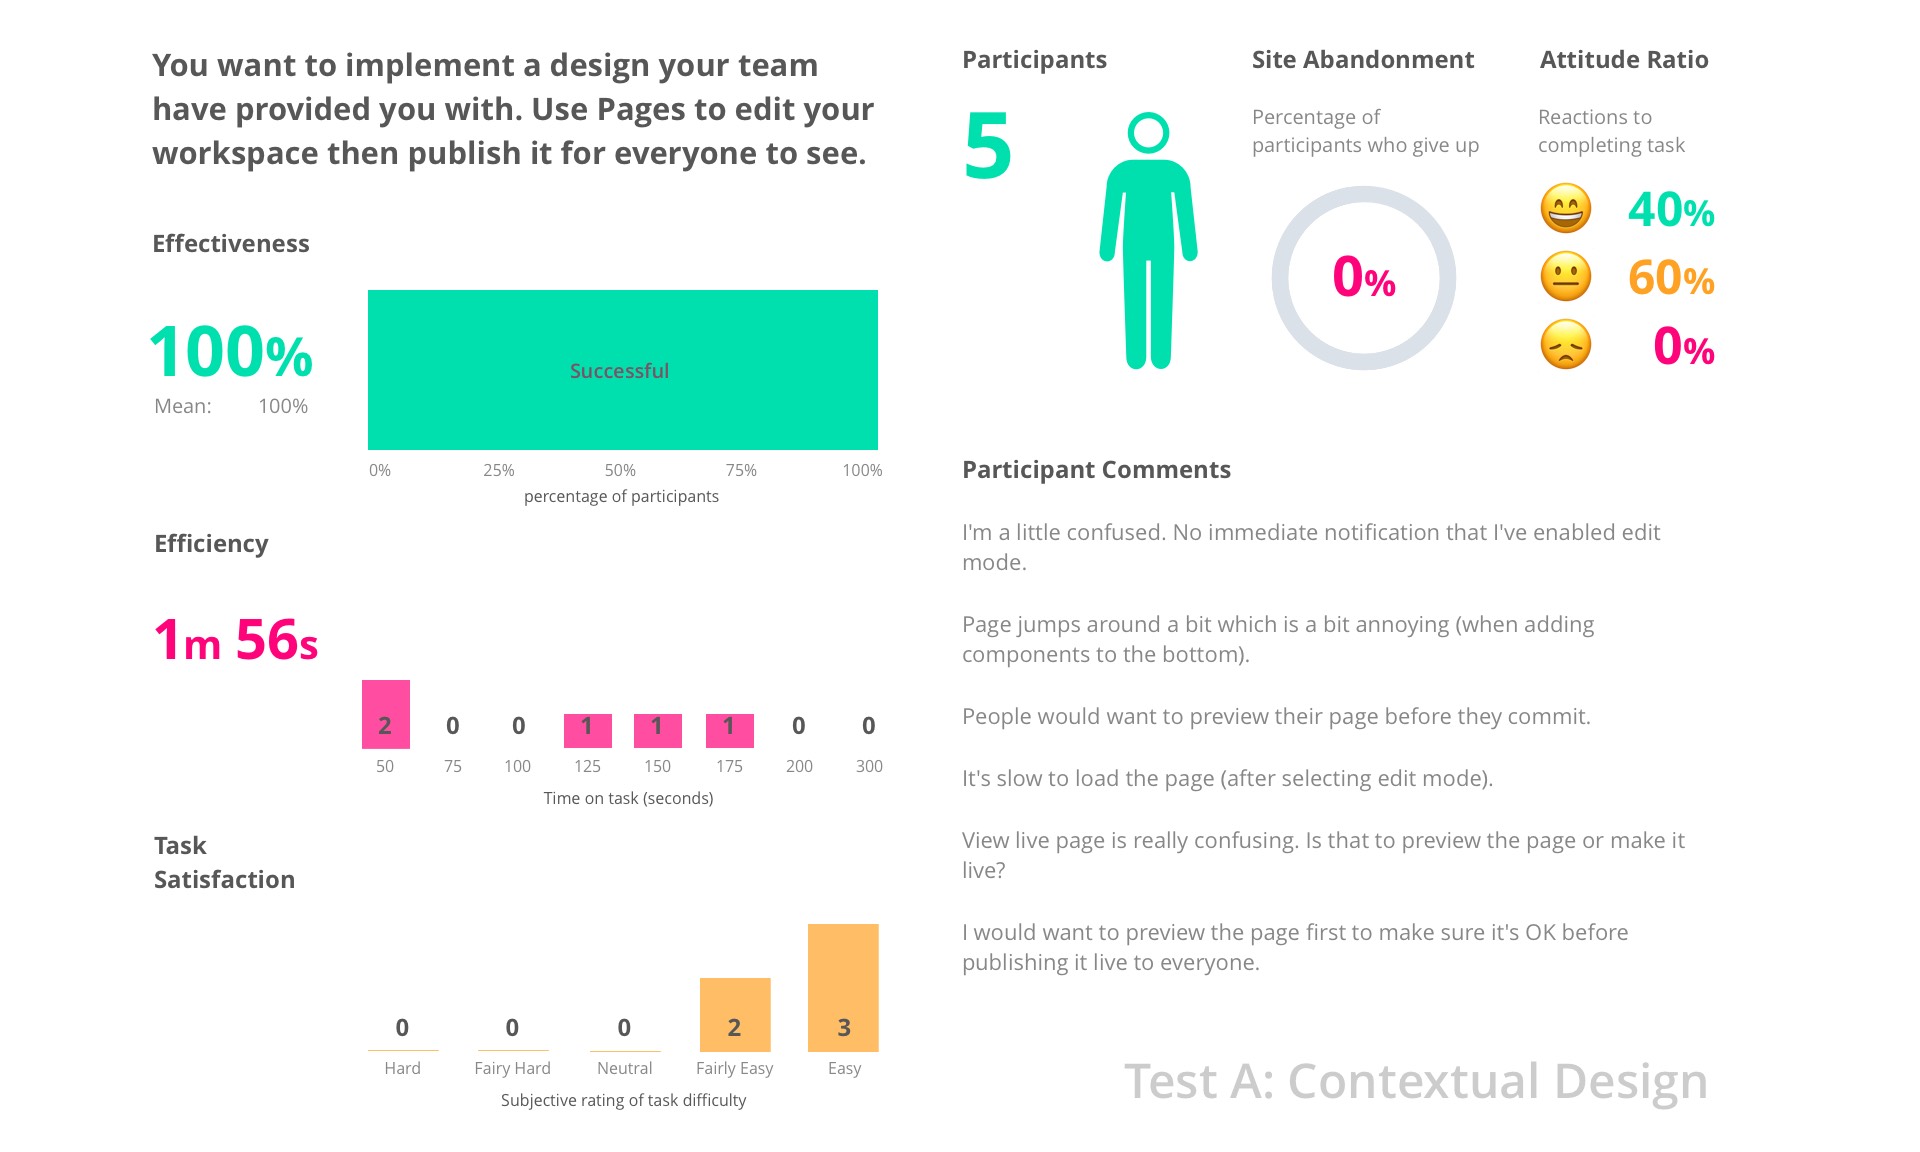 You want to implement a design your team
have provided you with. Use Pages to edit your
workspace then publish it for everyone to see.
Effectiveness
100%
Mean: 100%
Successful
0% 25% 50% 75% 100%
percentage of participants
Efficiency
1m 56s
2 0 0 1 1 1 0 0
50 75 100 125 150 175 200 300
Time on task (seconds)
Task
Satisfaction
0 0 0 2 3
Hard Fairy Hard Neutral Fairly Easy Easy
Subjective rating of task difficulty
Participants
5
Site Abandonment
Percentage of
participants who give up
0%
Attitude Ratio
Reactions to
completing task
40%
60%
0%
Participant Comments
I'm a little confused. No immediate notification that I've enabled edit
mode.
Page jumps around a bit which is a bit annoying (when adding
components to the bottom).
People would want to preview their page before they commit.
It's slow to load the page (after selecting edit mode).
View live page is really confusing. Is that to preview the page or make it
live?
I would want to preview the page first to make sure it's OK before
publishing it live to everyone.
Test A: Contextual Design